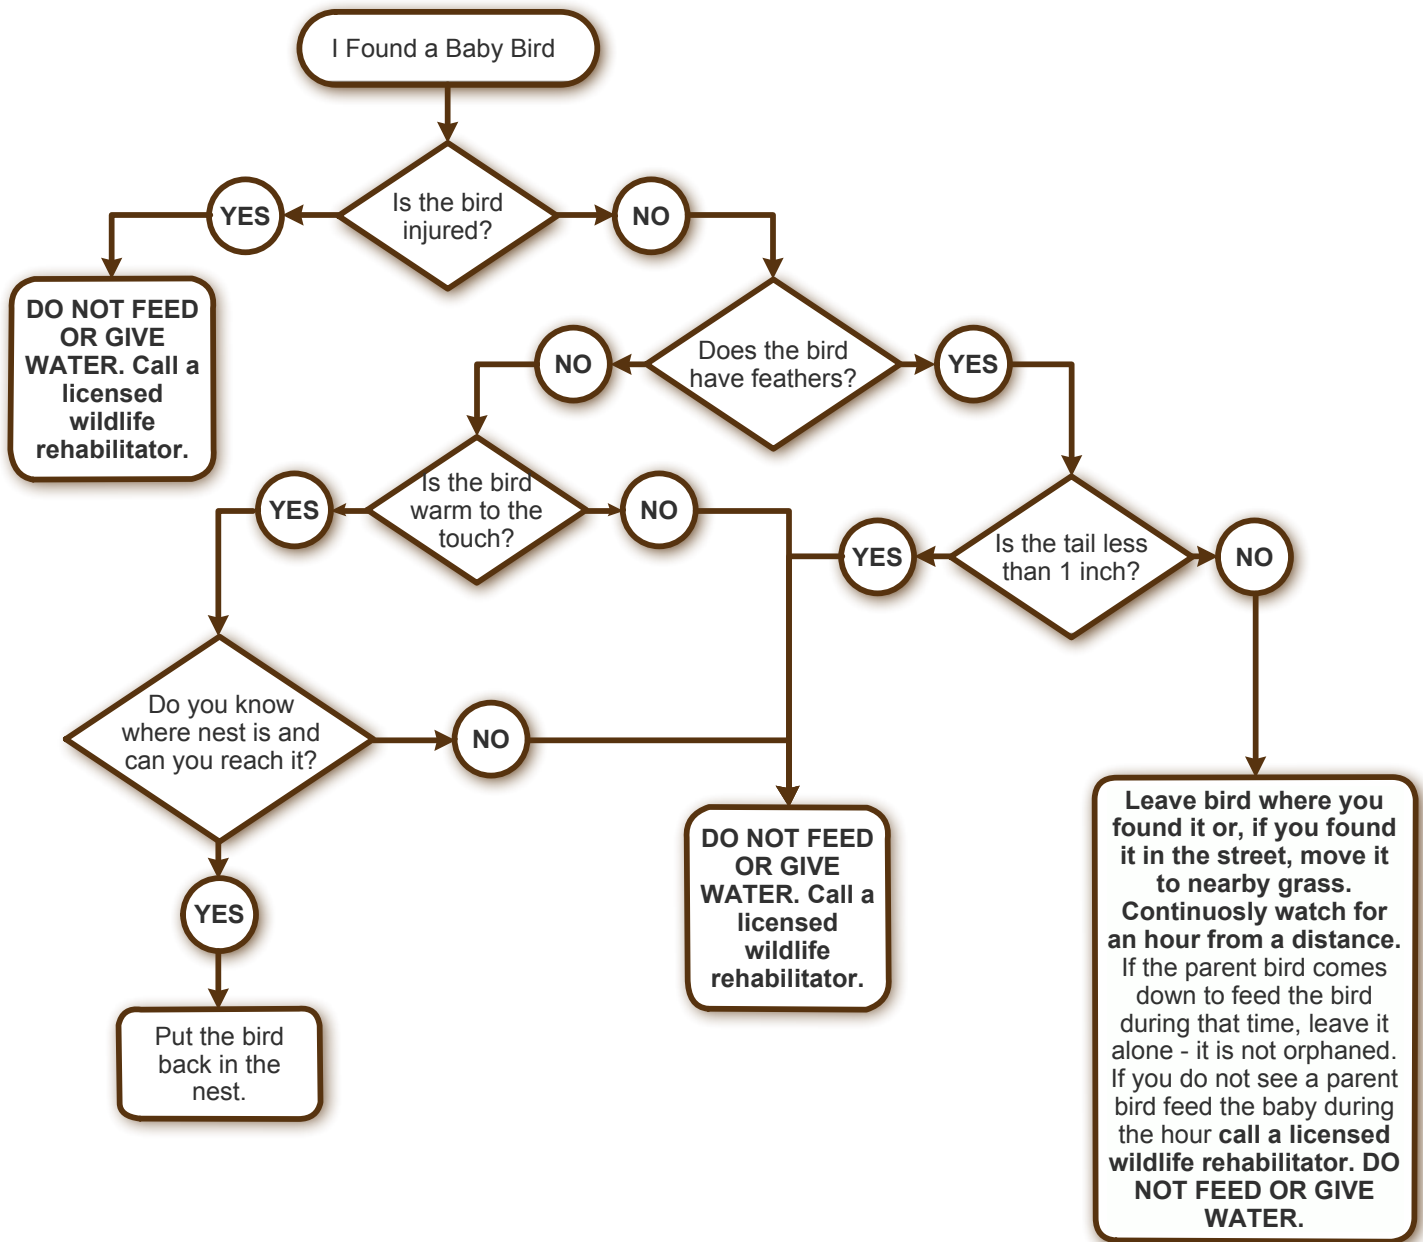 I Found a Baby Bird
Is the bird
injured?
YES
NO
DO NOT FEED
OR GIVE
WATER. Call a
licensed
wildlife
rehabilitator.
Does the bird
have feathers?
NO
YES
Is the bird
warm to the
touch?
YES
NO
Is the tail less
than 1 inch?
YES
NO
Do you know
where nest is and
can you reach it?
NO
YES
Put the bird
back in the
nest.
DO NOT FEED
OR GIVE
WATER. Call a
licensed
wildlife
rehabilitator.
Leave bird where you
found it or, if you found
it in the street, move it
to nearby grass.
Continuosly watch for
an hour from a distance.
If the parent bird comes
down to feed the bird
during that time, leave it
alone - it is not orphaned.
If you do not see a parent
bird feed the baby during
the hour call a licensed
wildlife rehabilitator. DO
NOT FEED OR GIVE
WATER.